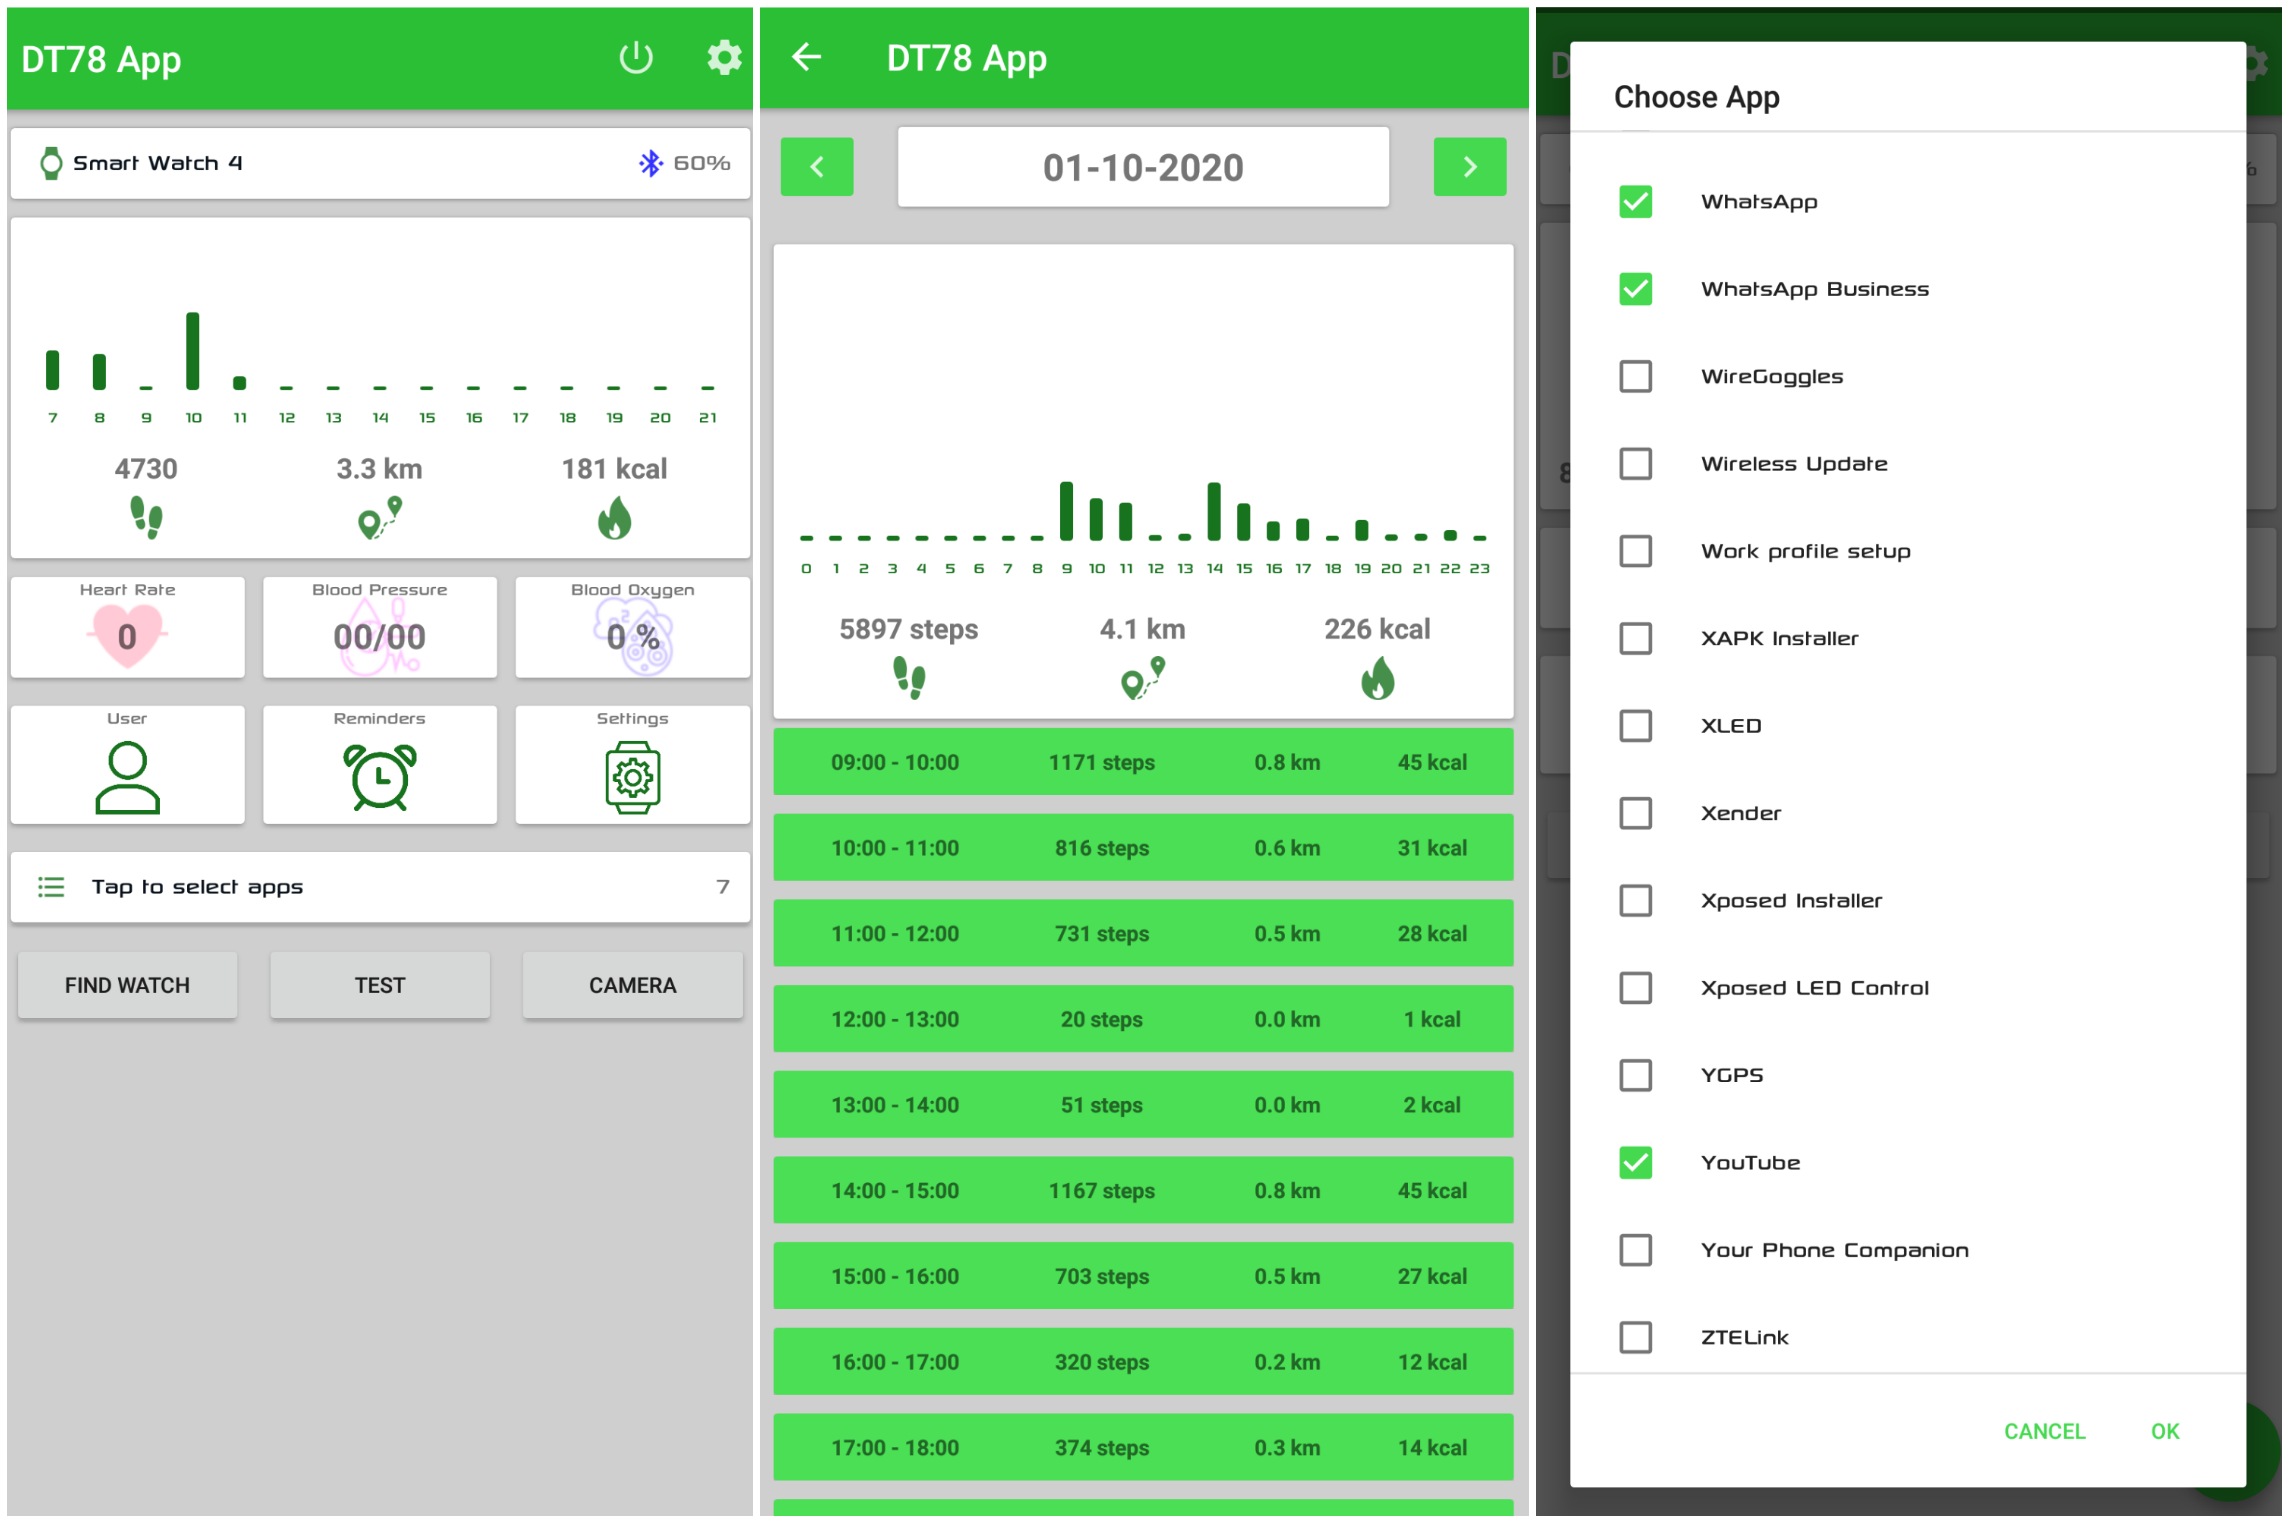 DT78 App
Smart Watch 4 60%
7 8 9 10 11 12 13 14 15 16 17 18 19 20 21
4730 3.3 km 181 kcal
Heart Rate Blood Pressure Blood Oxygen
0 00/00 0 %
User Reminders Settings
Tap to select apps 7
FIND WATCH TEST CAMERA
DT78 App
01-10-2020
0 1 2 3 4 5 6 7 8 9 10 11 12 13 14 15 16 17 18 19 20 21 22 23
5897 steps 4.1 km 226 kcal
09:00 - 10:00 1171 steps 0.8 km 45 kcal
10:00 - 11:00 816 steps 0.6 km 31 kcal
11:00 - 12:00 731 steps 0.5 km 28 kcal
12:00 - 13:00 20 steps 0.0 km 1 kcal
13:00 - 14:00 51 steps 0.0 km 2 kcal
14:00 - 15:00 1167 steps 0.8 km 45 kcal
15:00 - 16:00 703 steps 0.5 km 27 kcal
16:00 - 17:00 320 steps 0.2 km 12 kcal
17:00 - 18:00 374 steps 0.3 km 14 kcal
Choose App
WhatsApp
WhatsApp Business
WireGoggles
Wireless Update
Work profile setup
XAPK Installer
XLED
Xender
Xposed Installer
Xposed LED Control
YGPS
YouTube
Your Phone Companion
ZTELink
CANCEL OK